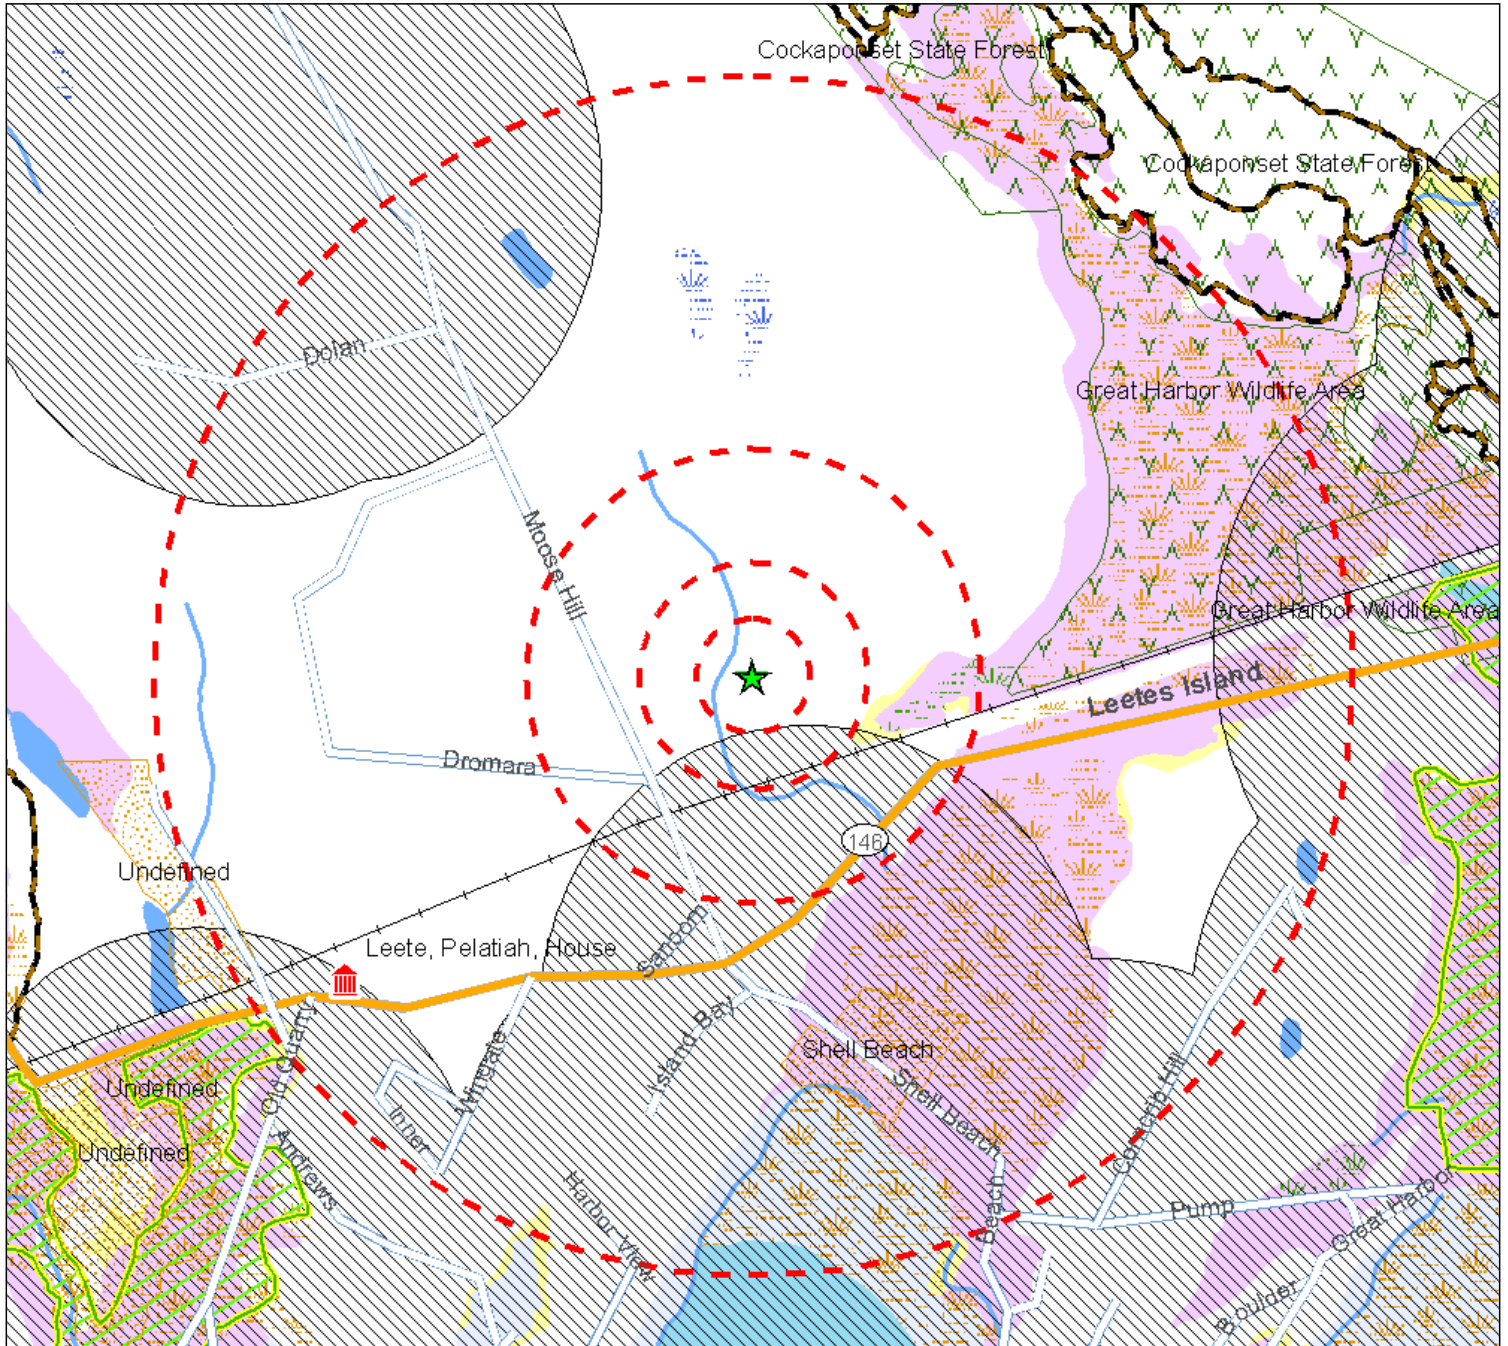 Cockaponset State Forest
Cockaponset State Forest
Dolan
Great Harbor Wildlife Area
Moose Hill
Great Harbor Wildlife Area
Leetes Island
Dromara
146
Undefined
Leete, Pelatiah, House
Sansom
Island Bay
Shell Beach
Shell Beach
Old Quarry
Wingate
Inner
Undefined
Andrews
Undefined
Harbor View
Conscrib Hill
Beach
Pump
Great Harbor
Boulder